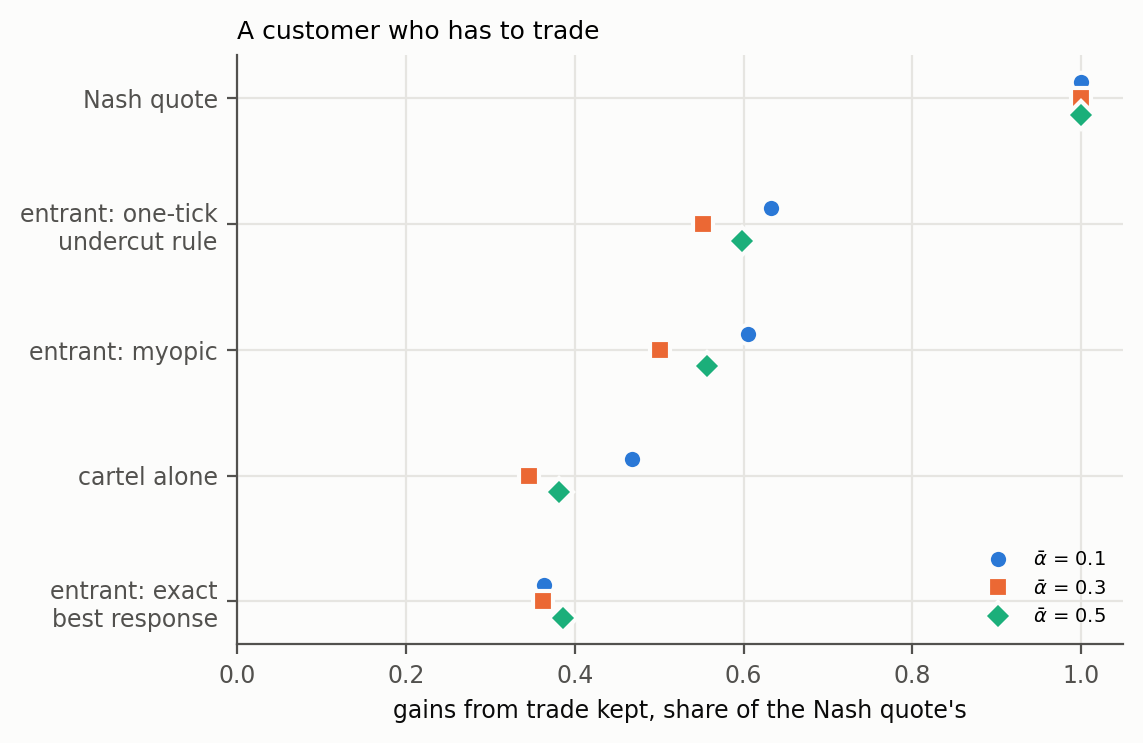 A customer who has to trade
Nash quote
entrant: one-tick
undercut rule
entrant: myopic
cartel alone
entrant: exact
best response
ᾱ = 0.1
ᾱ = 0.3
ᾱ = 0.5
0.0 0.2 0.4 0.6 0.8 1.0
gains from trade kept, share of the Nash quote's